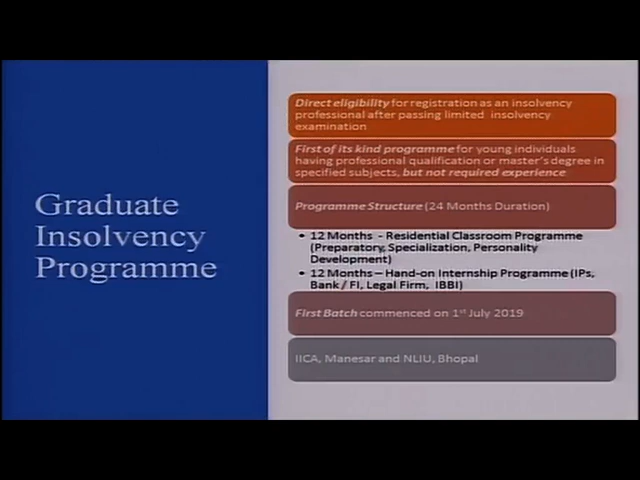 Graduate
Insolvency
Programme
Direct eligibility for registration as an insolvency
professional after passing limited insolvency
examination
First of its kind programme for young individuals
having professional qualification or master's degree in
specified subjects, but not required experience
Programme Structure (24 Months Duration)
• 12 Months - Residential Classroom Programme
(Preparatory, Specialization, Personality
Development)
• 12 Months – Hand-on Internship Programme (IPs,
Bank / FI, Legal Firm, IBBI)
First Batch commenced on 1st July 2019
IICA, Manesar and NLIU, Bhopal